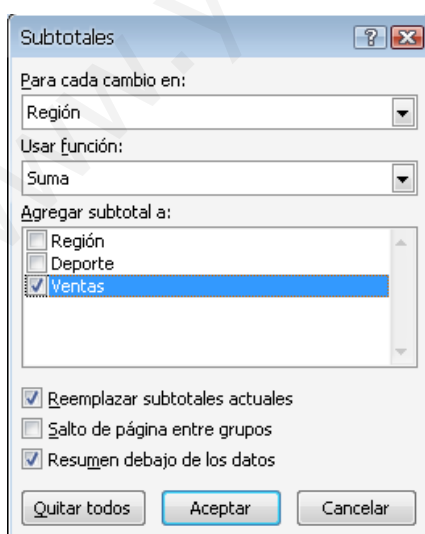 Subtotales
Para cada cambio en:
Región
Usar función:
Suma
Agregar subtotal a:
Región
Deporte
Ventas
Reemplazar subtotales actuales
Salto de página entre grupos
Resumen debajo de los datos
Quitar todos Aceptar Cancelar